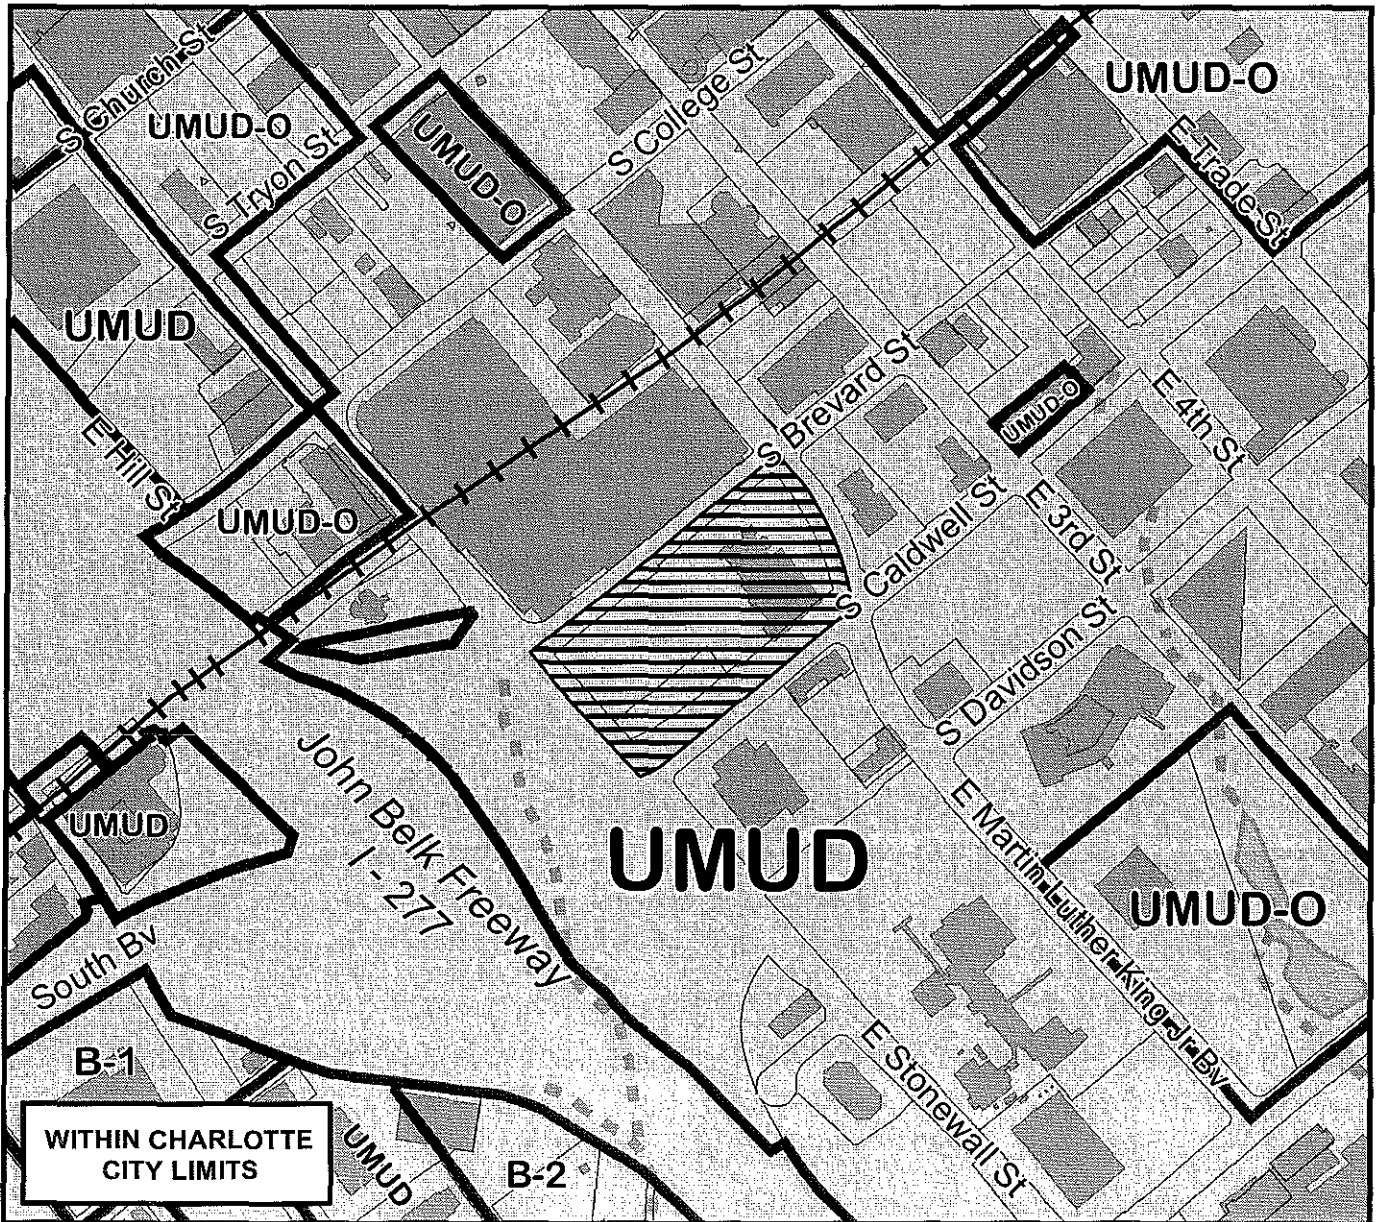 S Church St
UMUD-O
S Tryon St
UMUD-O
S College St
UMUD-O
E Trade St
UMUD
E Hill St
UMUD-O
S Brevard St
UMUD-O
E 4th St
S Caldwell St
E 3rd St
S Davidson St
John Belk Freeway
I - 277
UMUD
UMUD
E Martin Luther King Jr Bv
UMUD-O
South Bv
E Stonewall St
B-1
WITHIN CHARLOTTE
CITY LIMITS
UMUD
B-2